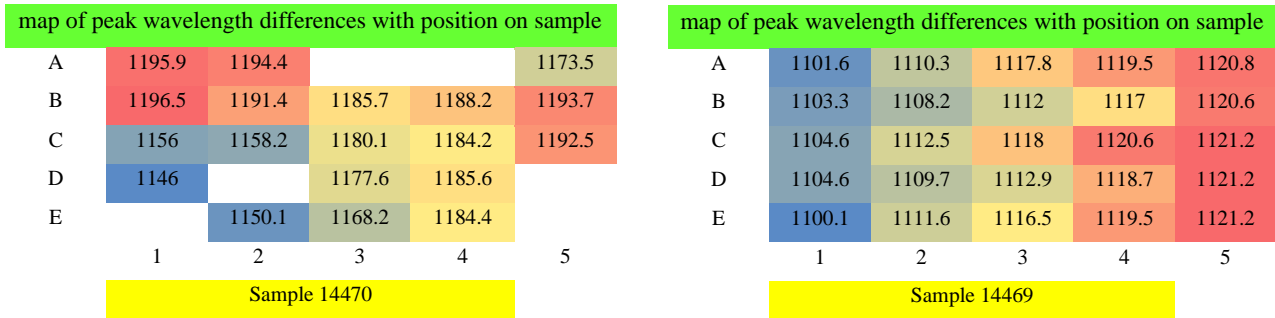 map of peak wavelength differences with position on sample
A 1195.9 1194.4 1173.5
B 1196.5 1191.4 1185.7 1188.2 1193.7
C 1156 1158.2 1180.1 1184.2 1192.5
D 1146 1177.6 1185.6
E 1150.1 1168.2 1184.4
1 2 3 4 5
Sample 14470
map of peak wavelength differences with position on sample
A 1101.6 1110.3 1117.8 1119.5 1120.8
B 1103.3 1108.2 1112 1117 1120.6
C 1104.6 1112.5 1118 1120.6 1121.2
D 1104.6 1109.7 1112.9 1118.7 1121.2
E 1100.1 1111.6 1116.5 1119.5 1121.2
1 2 3 4 5
Sample 14469